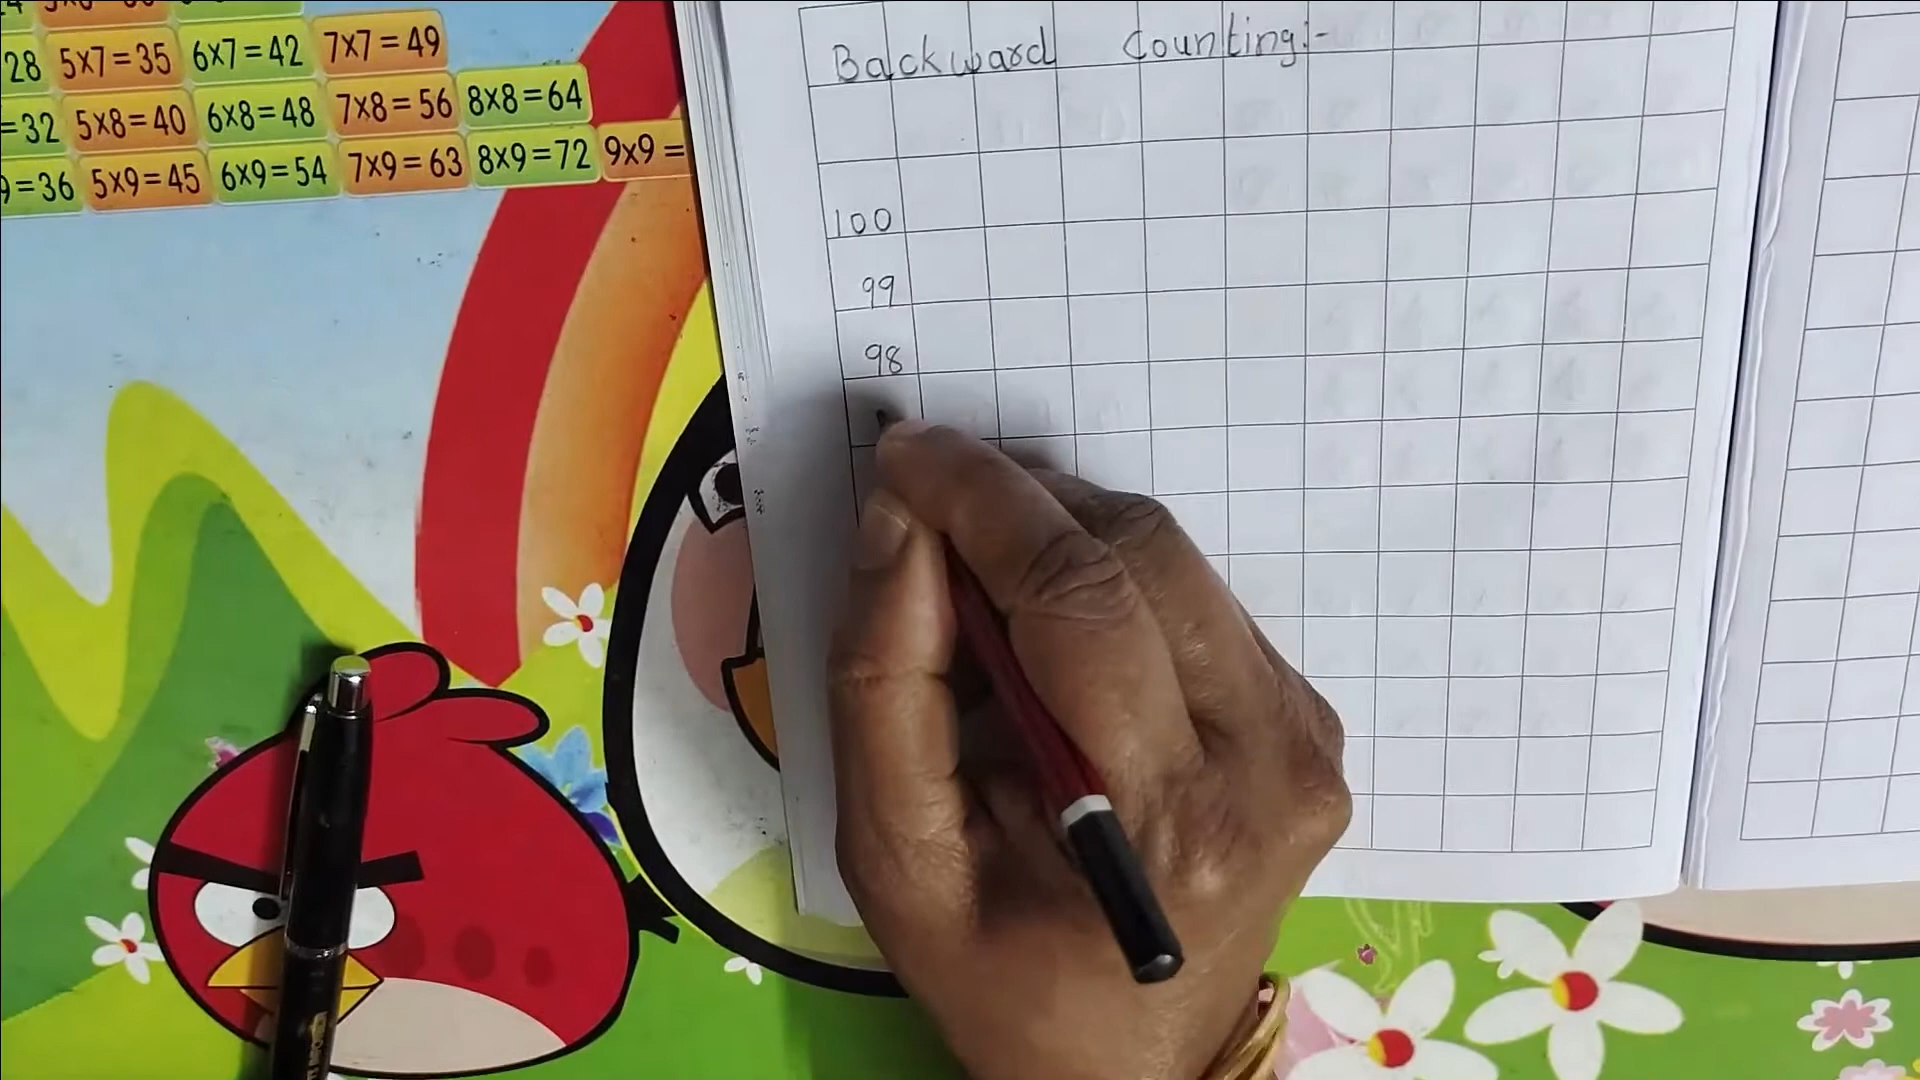 28 5x7=35 6x7=42 7x7=49
=32 5x8=40 6x8=48 7x8=56 8x8=64
=36 5x9=45 6x9=54 7x9=63 8x9=72 9x9=
Backward Counting:-
100
99
98